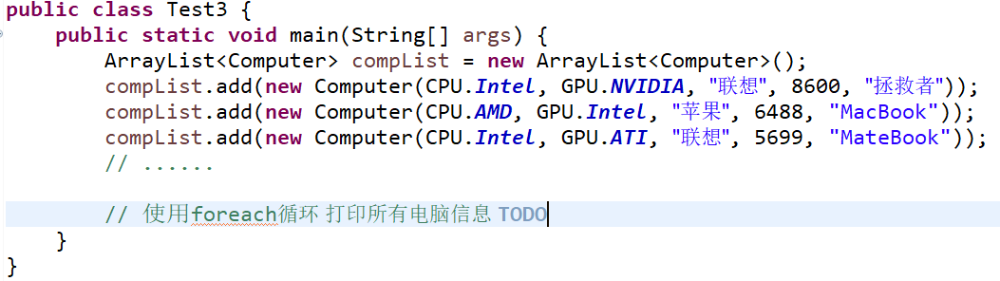 public class Test3 {
    public static void main(String[] args) {
        ArrayList<Computer> compList = new ArrayList<Computer>();
        compList.add(new Computer(CPU.Intel, GPU.NVIDIA, "联想", 8600, "拯救者"));
        compList.add(new Computer(CPU.AMD, GPU.Intel, "苹果", 6488, "MacBook"));
        compList.add(new Computer(CPU.Intel, GPU.ATI, "联想", 5699, "MateBook"));
        // ......
        // 使用foreach循环 打印所有电脑信息 TODO
    }
}